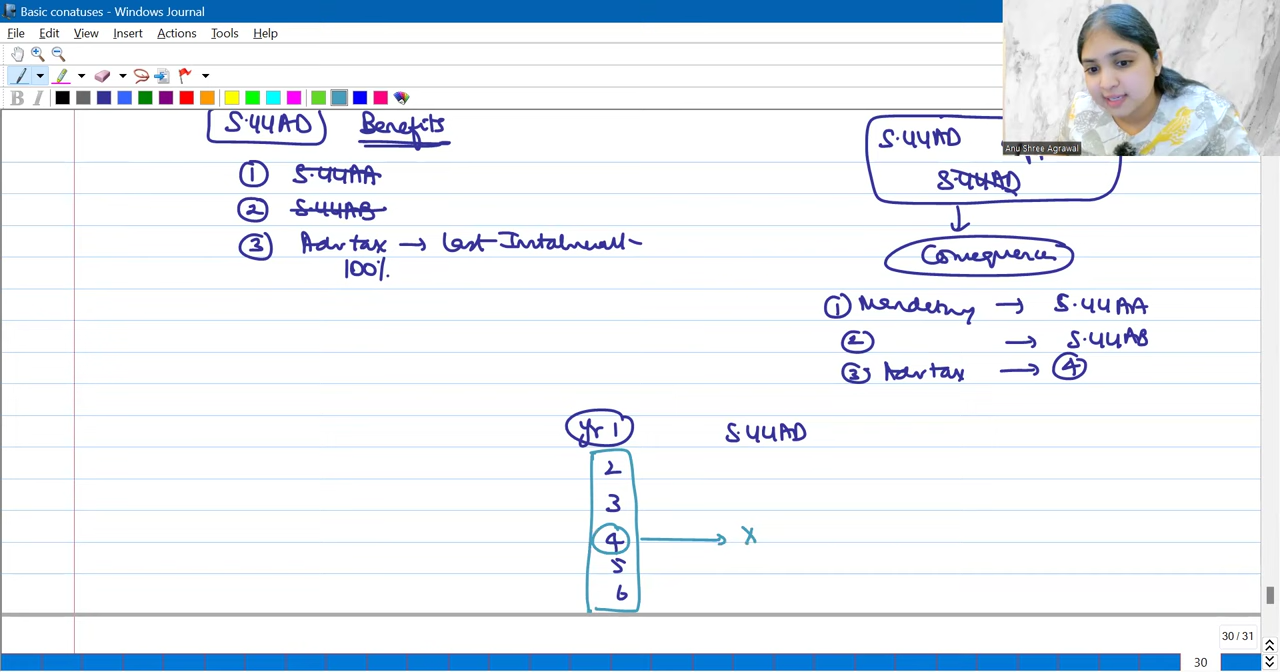 Basic conatuses - Windows Journal
File Edit View Insert Actions Tools Help
B I
Anu Shree Agrawal
S.44AD Benefits
① S.44AA
② S.44AB
③ Adv tax → Last Instalment
100%
S.44AD
S.44AD
Consequences
① Mandatory → S.44AA
② → S.44AB
③ Adv tax → ④
yr 1 S.44AD
2
3
4 → X
5
6
30 / 31
30